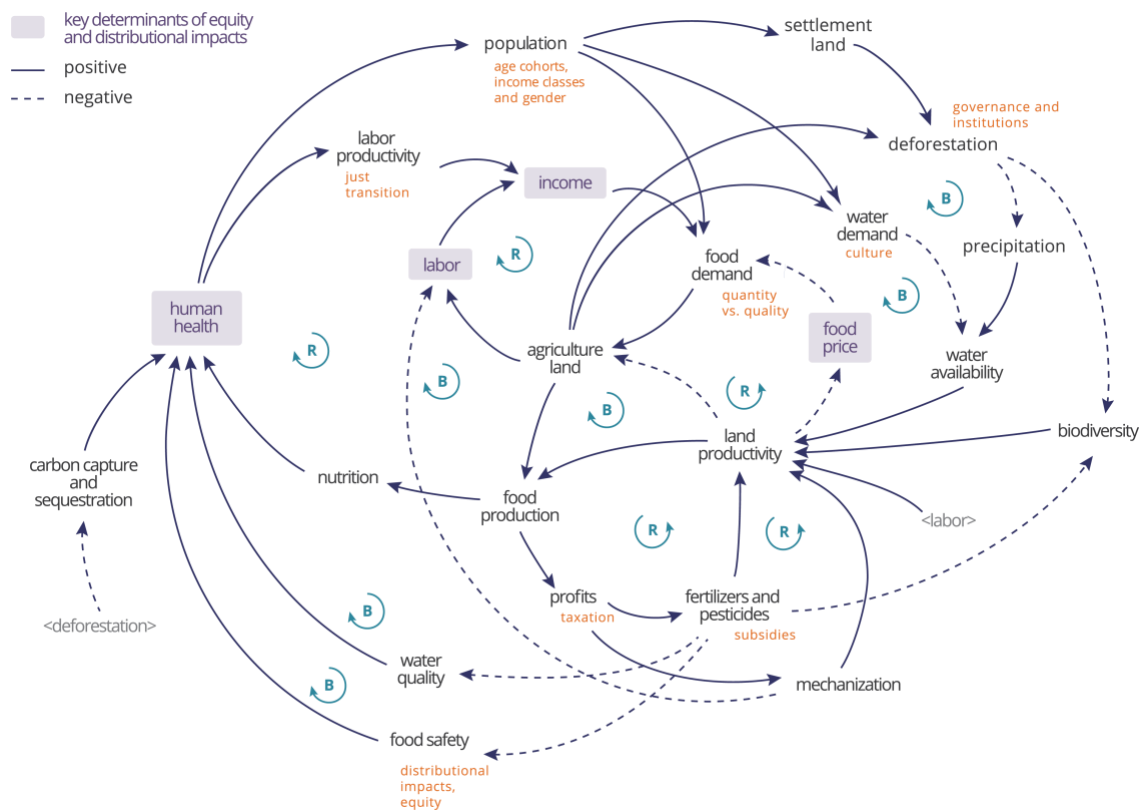 key determinants of equity
and distributional impacts
positive
negative
population
age cohorts,
income classes
and gender
settlement
land
governance and
institutions
deforestation
labor
productivity
just
transition
income
water
demand
culture
B
precipitation
labor
R
food
demand
quantity
vs. quality
B
human
health
food
price
R
agriculture
land
water
availability
B
R
B
land
productivity
biodiversity
carbon capture
and
sequestration
nutrition
food
production
<labor>
R
R
<deforestation>
profits
taxation
fertilizers and
pesticides
subsidies
B
water
quality
mechanization
B
food safety
distributional
impacts,
equity